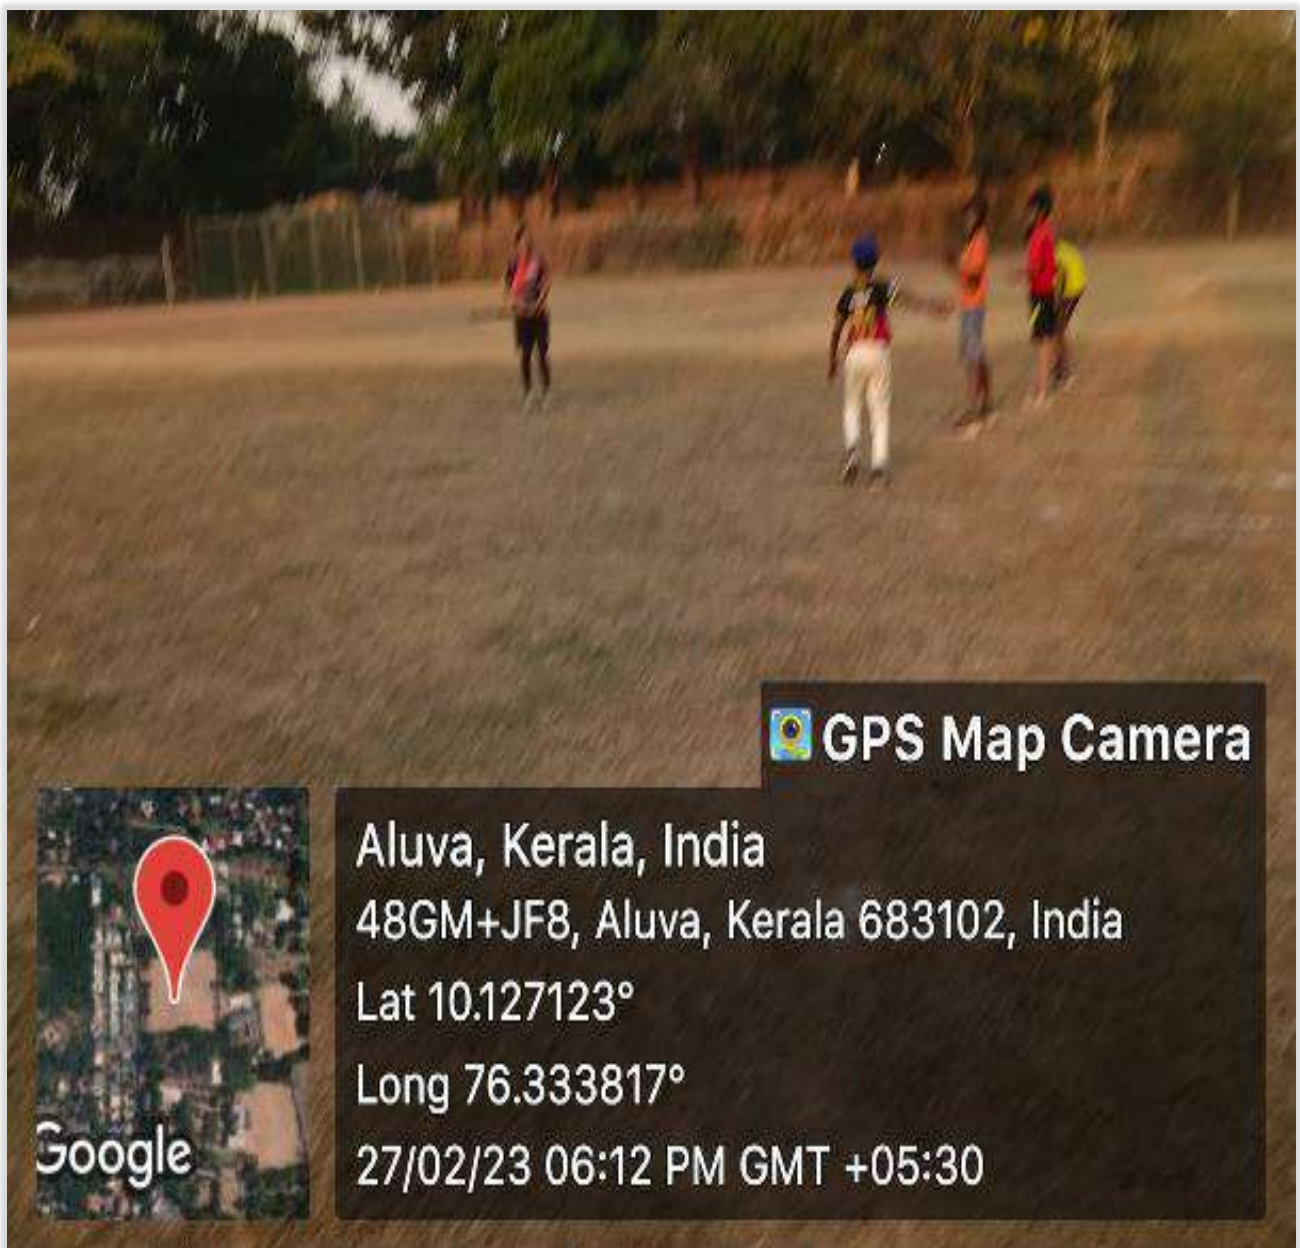 GPS Map Camera
Aluva, Kerala, India
48GM+JF8, Aluva, Kerala 683102, India
Lat 10.127123°
Long 76.333817°
27/02/23 06:12 PM GMT +05:30
Google